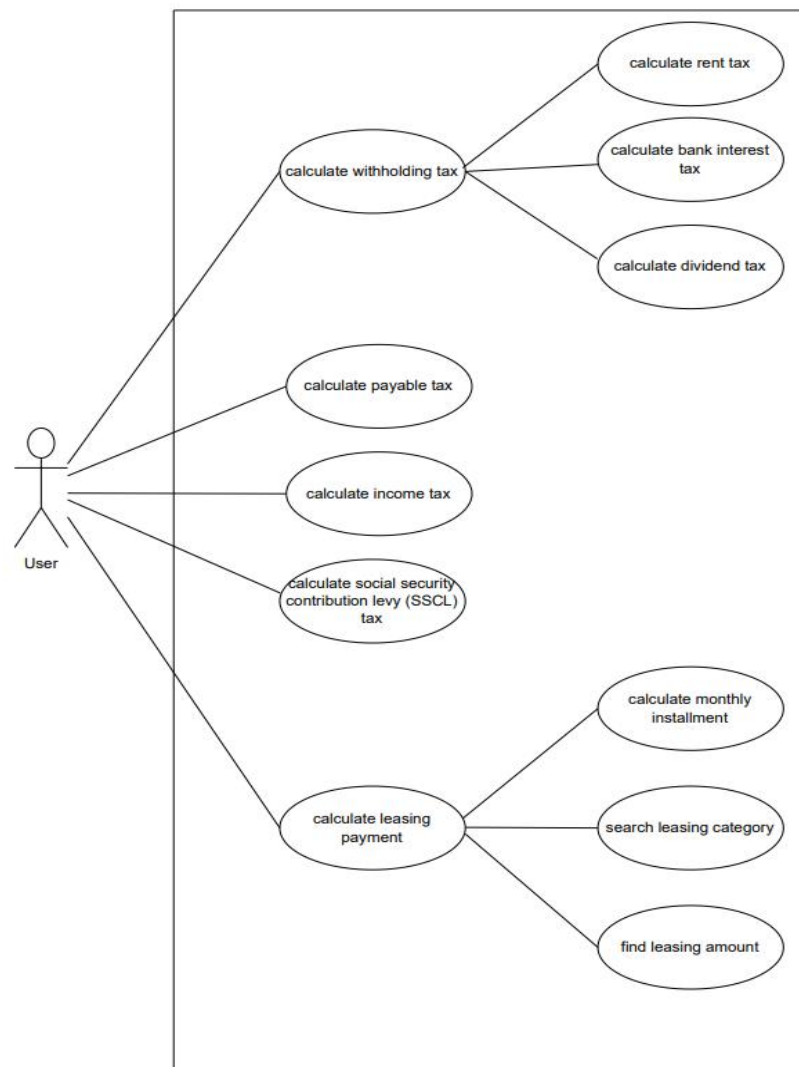 calculate rent tax
calculate withholding tax
calculate bank interest
tax
calculate dividend tax
calculate payable tax
calculate income tax
User
calculate social security
contribution levy (SSCL)
tax
calculate monthly
installment
calculate leasing
payment
search leasing category
find leasing amount